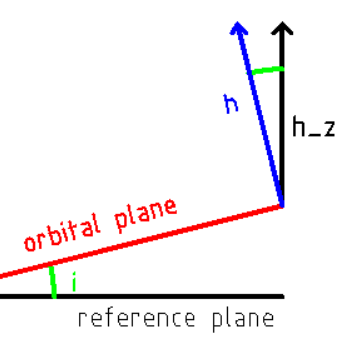 h
h_z
orbital plane
i
reference plane